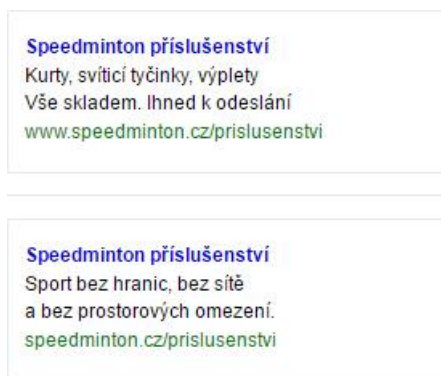 Speedminton příslušenství
Kurty, svíticí tyčinky, výplety
Vše skladem. Ihned k odeslání
www.speedminton.cz/prislusenstvi
Speedminton příslušenství
Sport bez hranic, bez sítě
a bez prostorových omezení.
speedminton.cz/prislusenstvi